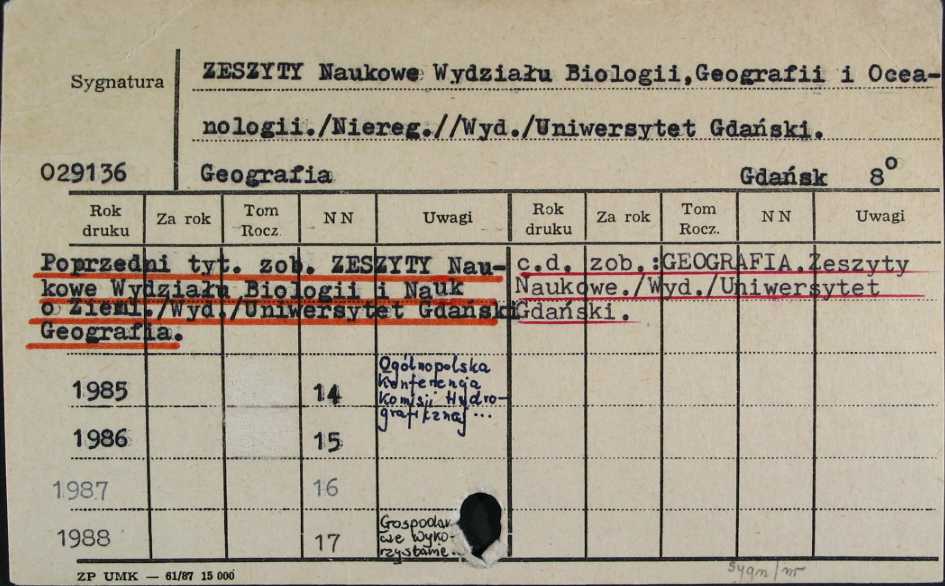 Sygnatura
ZESZYTY Naukowe Wydziału Biologii,Geografii i Ocea-
nologii./Niereg.//Wyd./Uniwersytet Gdański.
029136 Geografia Gdańsk 8°
Rok druku Za rok Tom Rocz. NN Uwagi Rok druku Za rok Tom Rocz. NN Uwagi
Poprzedni tyt. zob. ZESZYTY Nau-
kowe Wydziału Biologii i Nauk
o Ziemi./Wyd./Uniwersytet Gdański
Geografia.
c.d. zob.:GEOGRAFIA.Zeszyty
Naukowe./Wyd./Uniwersytet
Gdański.
1985 14 Ogólnopolska
Konferencja
Komisji Hydro-
graficznej...
1986 15
1987 16
1988 17 Gospodar
we wyko-
rzystanie..
ZP UMK — 61/87 15 000
sygn/nr